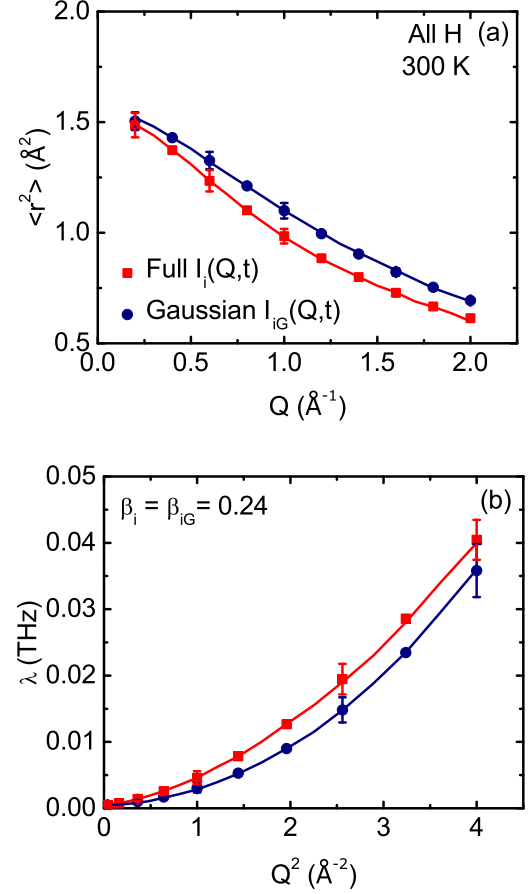 All H (a)
300 K
2.0
1.5
1.0
0.5
<r²> (Å²)
Full Iᵢ(Q,t)
Gaussian I_iG(Q,t)
0.0 0.5 1.0 1.5 2.0
Q (Å⁻¹)
0.05
0.04
0.03
0.02
0.01
0.00
λ (THz)
β_i = β_iG= 0.24 (b)
0 1 2 3 4
Q² (Å⁻²)